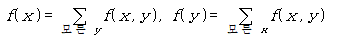 f(x)= ∑ f(x, y), f(y)= ∑ f(x, y)
모든 y 모든 x